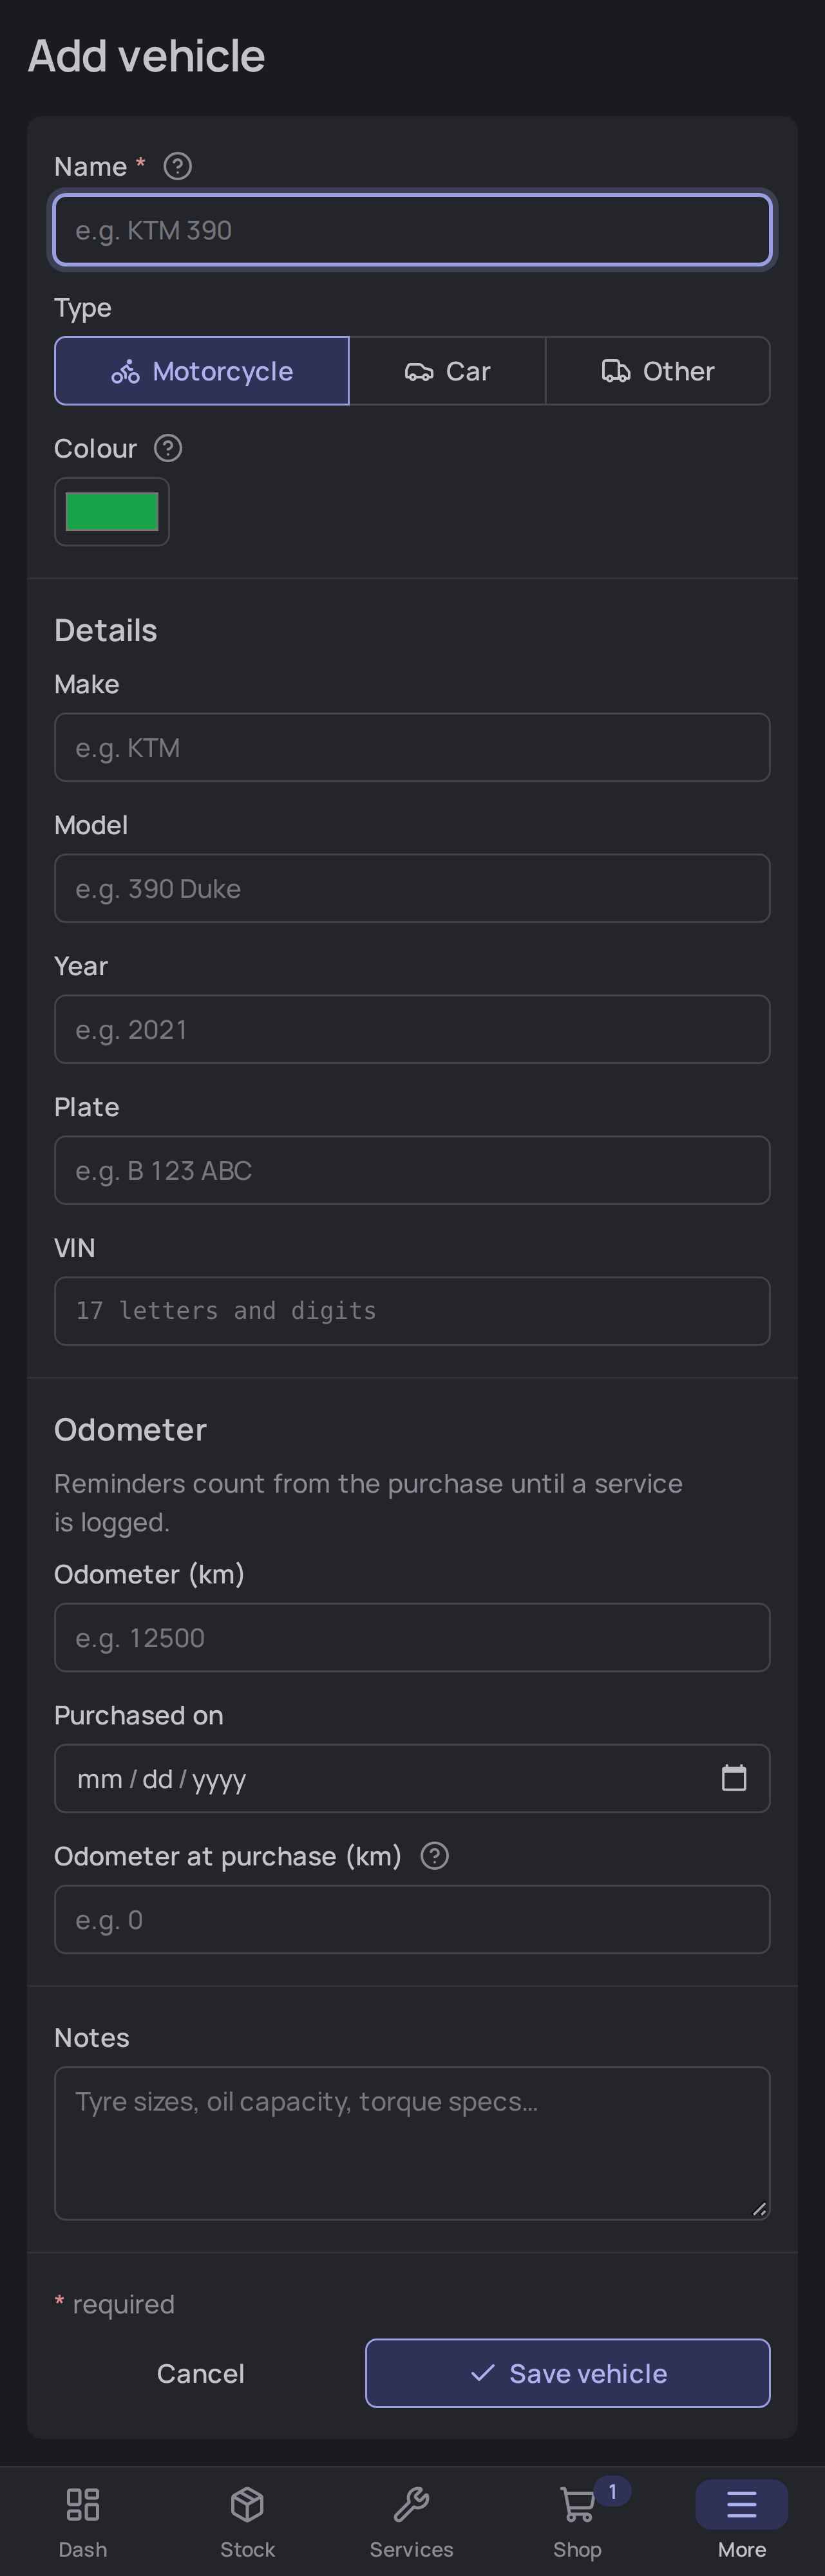 Add vehicle
Name *
e.g. KTM 390
Type
Motorcycle
Car
Other
Colour
Details
Make
e.g. KTM
Model
e.g. 390 Duke
Year
e.g. 2021
Plate
e.g. B 123 ABC
VIN
17 letters and digits
Odometer
Reminders count from the purchase until a service
is logged.
Odometer (km)
e.g. 12500
Purchased on
mm / dd / yyyy
Odometer at purchase (km)
e.g. 0
Notes
Tyre sizes, oil capacity, torque specs...
* required
Cancel
Save vehicle
1
Dash
Stock
Services
Shop
More